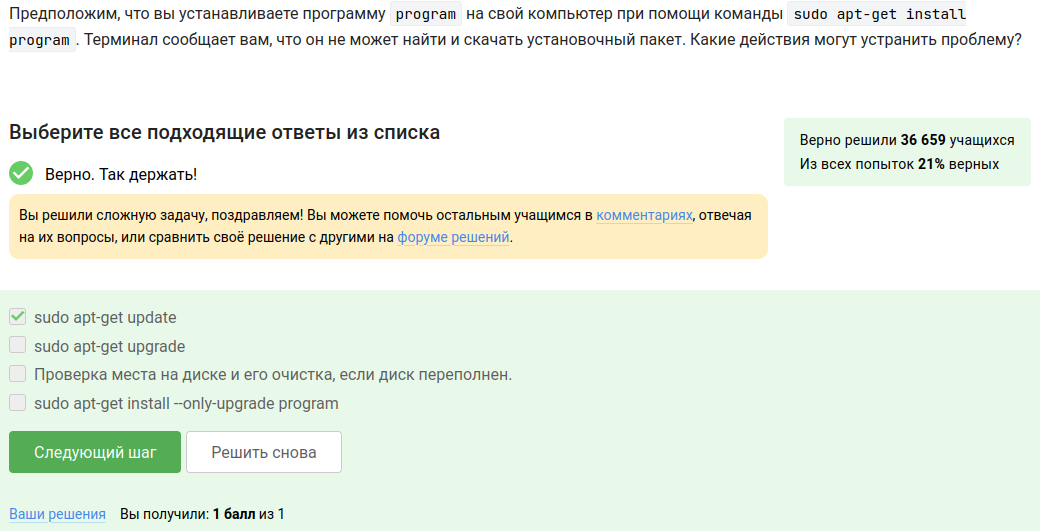 Предположим, что вы устанавливаете программу program на свой компьютер при помощи команды sudo apt-get install
program. Терминал сообщает вам, что он не может найти и скачать установочный пакет. Какие действия могут устранить проблему?
Выберите все подходящие ответы из списка
Верно решили 36 659 учащихся
Из всех попыток 21% верных
Верно. Так держать!
Вы решили сложную задачу, поздравляем! Вы можете помочь остальным учащимся в комментариях, отвечая
на их вопросы, или сравнить своё решение с другими на форуме решений.
sudo apt-get update
sudo apt-get upgrade
Проверка места на диске и его очистка, если диск переполнен.
sudo apt-get install --only-upgrade program
Следующий шаг Решить снова
Ваши решения Вы получили: 1 балл из 1